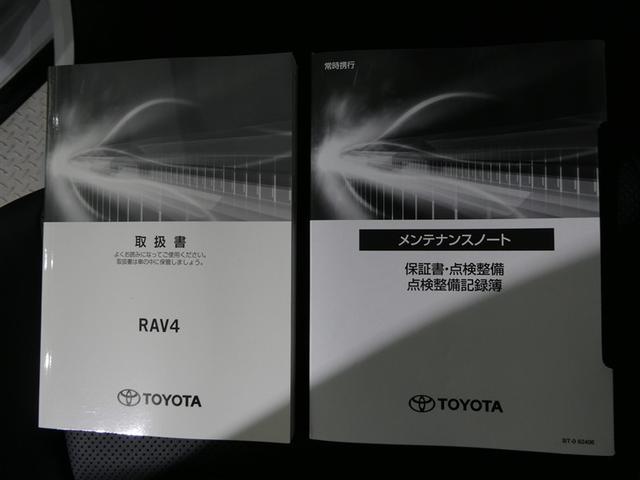 取扱書
よくお読みになってご使用ください。
取扱書は車の中に保管しましょう。
RAV4
TOYOTA
常時携行
メンテナンスノート
保証書・点検整備
点検整備記録簿
TOYOTA